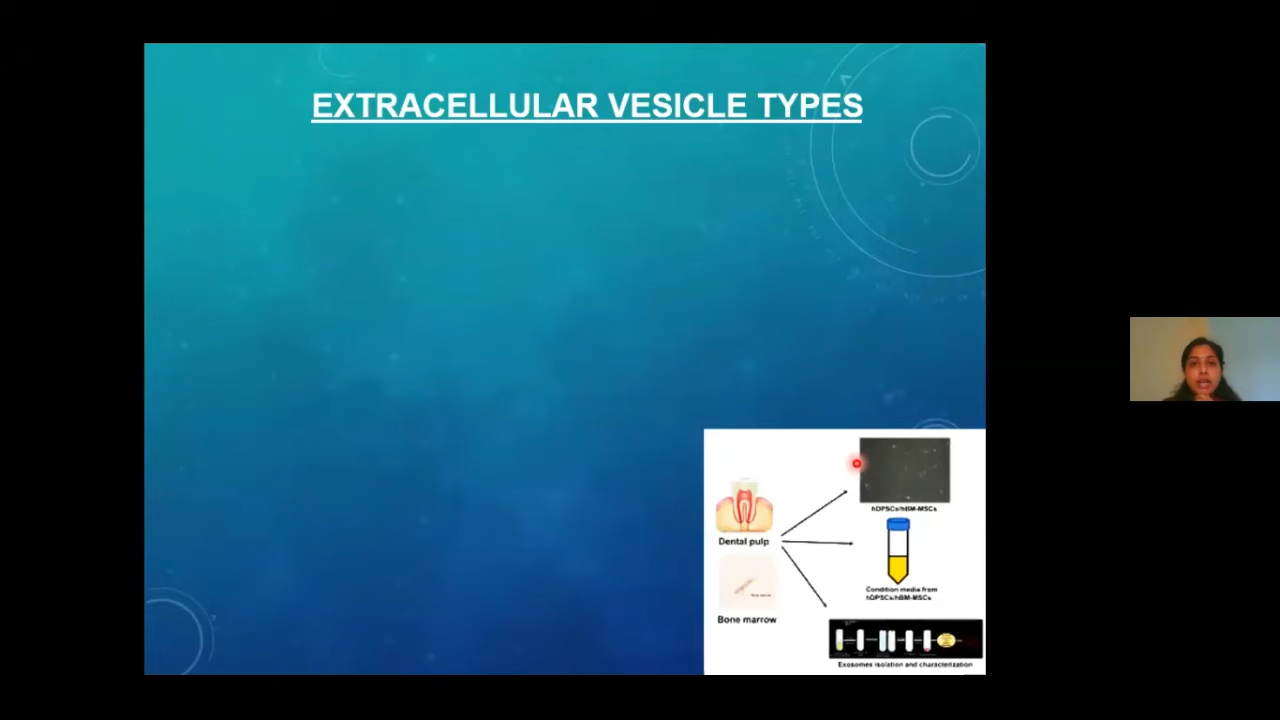 EXTRACELLULAR VESICLE TYPES
hDPSCs/hBM-MSCs
Dental pulp
Condition media from
hDPSCs/hBM-MSCs
Bone marrow
Exosomes isolation and characterization